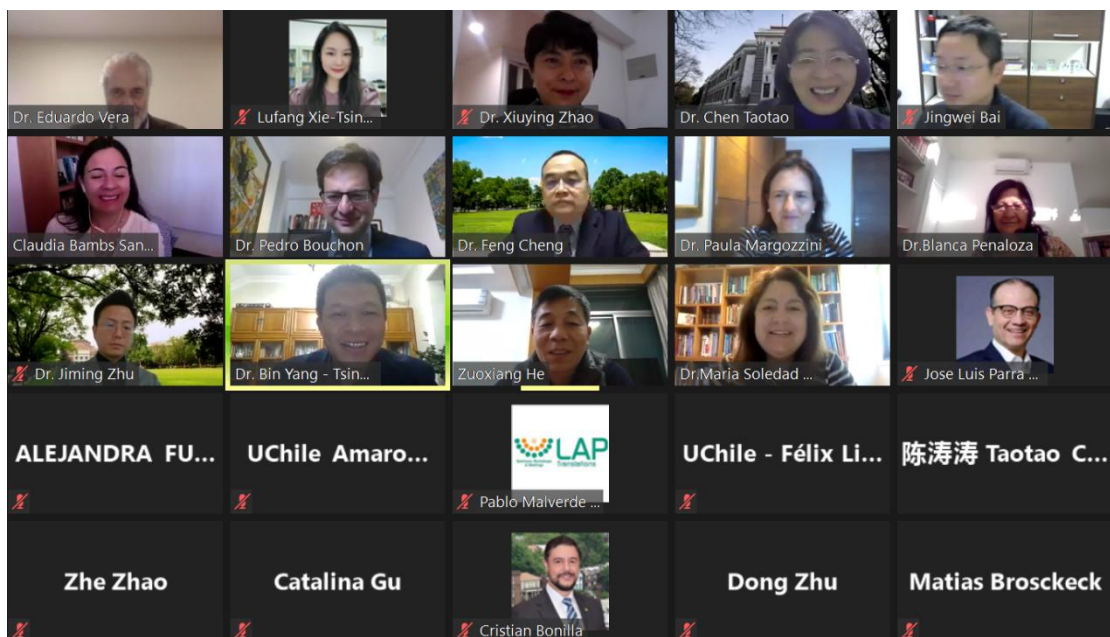 Dr. Eduardo Vera
Lufang Xie-Tsin...
Dr. Xiuying Zhao
Dr. Chen Taotao
Jingwei Bai
Claudia Bambs San...
Dr. Pedro Bouchon
Dr. Feng Cheng
Dr. Paula Margozzini
Dr.Blanca Penaloza
Dr. Jiming Zhu
Dr. Bin Yang - Tsin...
Zuoxiang He
Dr.Maria Soledad ...
Jose Luis Parra ...
ALEJANDRA FU...
UChile Amaro...
LAP
Translations
Pablo Malverde ...
UChile - Félix Li...
陈涛涛 Taotao C...
Zhe Zhao
Catalina Gu
Cristian Bonilla
Dong Zhu
Matias Brosckeck